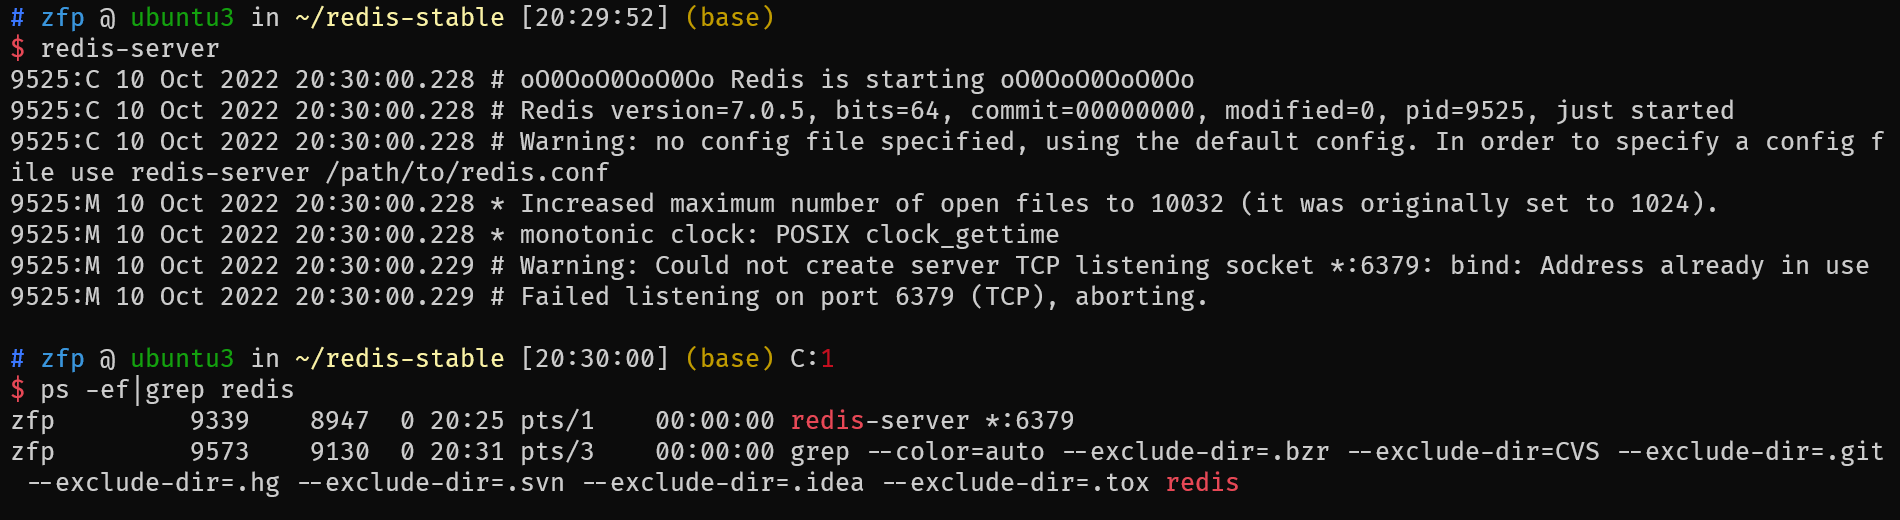 # zfp @ ubuntu3 in ~/redis-stable [20:29:52] (base)
$ redis-server
9525:C 10 Oct 2022 20:30:00.228 # oO0OoO0OoO0Oo Redis is starting oO0OoO0OoO0Oo
9525:C 10 Oct 2022 20:30:00.228 # Redis version=7.0.5, bits=64, commit=00000000, modified=0, pid=9525, just started
9525:C 10 Oct 2022 20:30:00.228 # Warning: no config file specified, using the default config. In order to specify a config f
ile use redis-server /path/to/redis.conf
9525:M 10 Oct 2022 20:30:00.228 * Increased maximum number of open files to 10032 (it was originally set to 1024).
9525:M 10 Oct 2022 20:30:00.228 * monotonic clock: POSIX clock_gettime
9525:M 10 Oct 2022 20:30:00.229 # Warning: Could not create server TCP listening socket *:6379: bind: Address already in use
9525:M 10 Oct 2022 20:30:00.229 # Failed listening on port 6379 (TCP), aborting.

# zfp @ ubuntu3 in ~/redis-stable [20:30:00] (base) C:1
$ ps -ef|grep redis
zfp         9339    8947  0 20:25 pts/1    00:00:00 redis-server *:6379
zfp         9573    9130  0 20:31 pts/3    00:00:00 grep --color=auto --exclude-dir=.bzr --exclude-dir=CVS --exclude-dir=.git
 --exclude-dir=.hg --exclude-dir=.svn --exclude-dir=.idea --exclude-dir=.tox redis